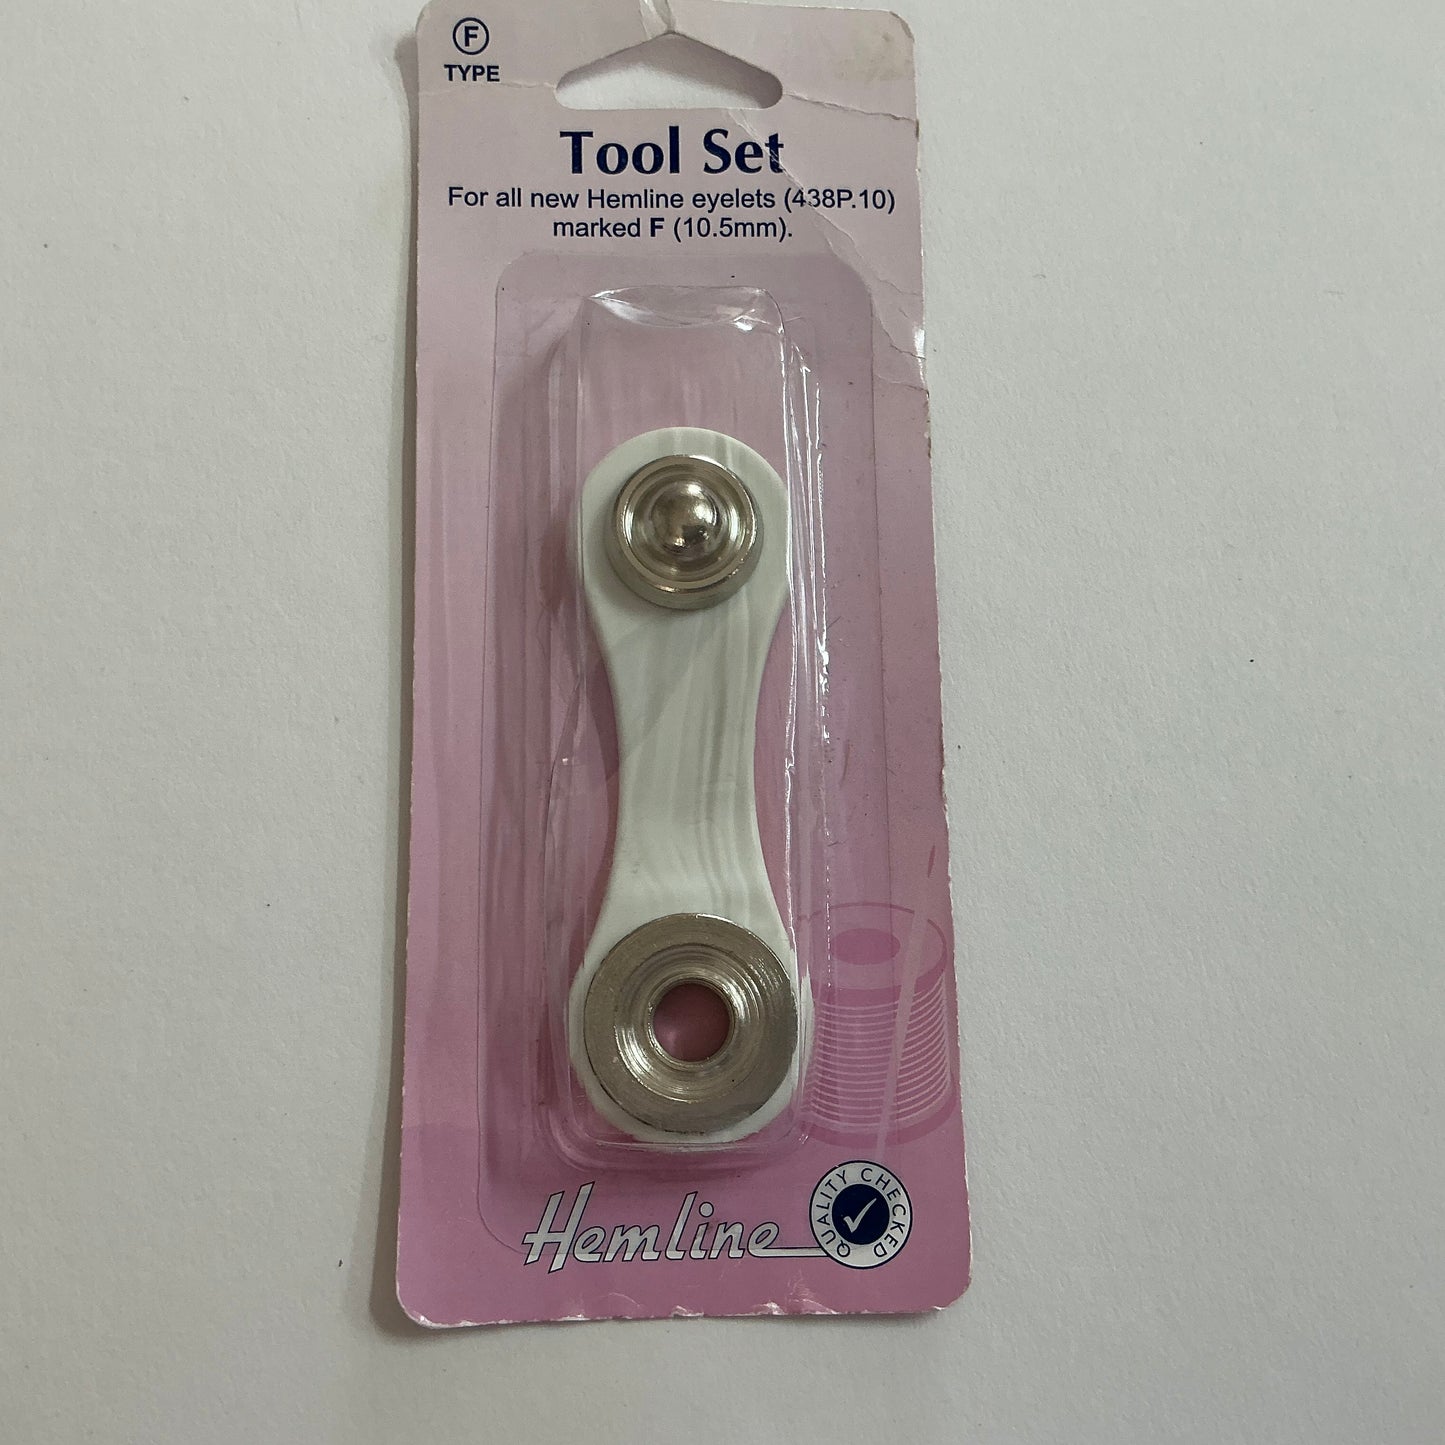 F
TYPE
Tool Set
For all new Hemline eyelets (438P.10)
marked F (10.5mm).
Hemline
QUALITY CHECKED